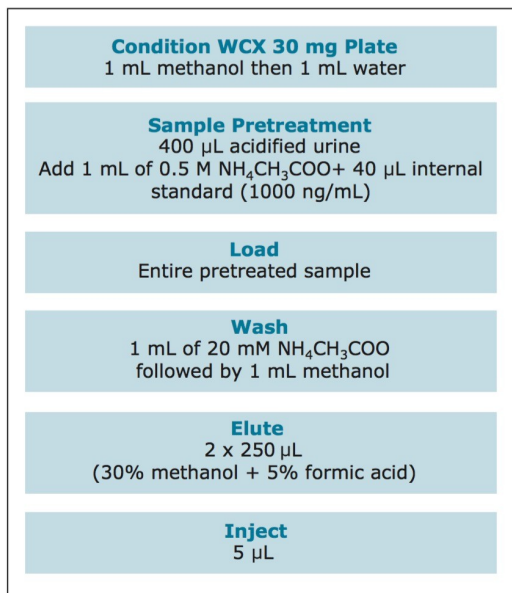 Condition WCX 30 mg Plate
1 mL methanol then 1 mL water
Sample Pretreatment
400 µL acidified urine
Add 1 mL of 0.5 M NH₄CH₃COO+ 40 µL internal
standard (1000 ng/mL)
Load
Entire pretreated sample
Wash
1 mL of 20 mM NH₄CH₃COO
followed by 1 mL methanol
Elute
2 x 250 µL
(30% methanol + 5% formic acid)
Inject
5 µL